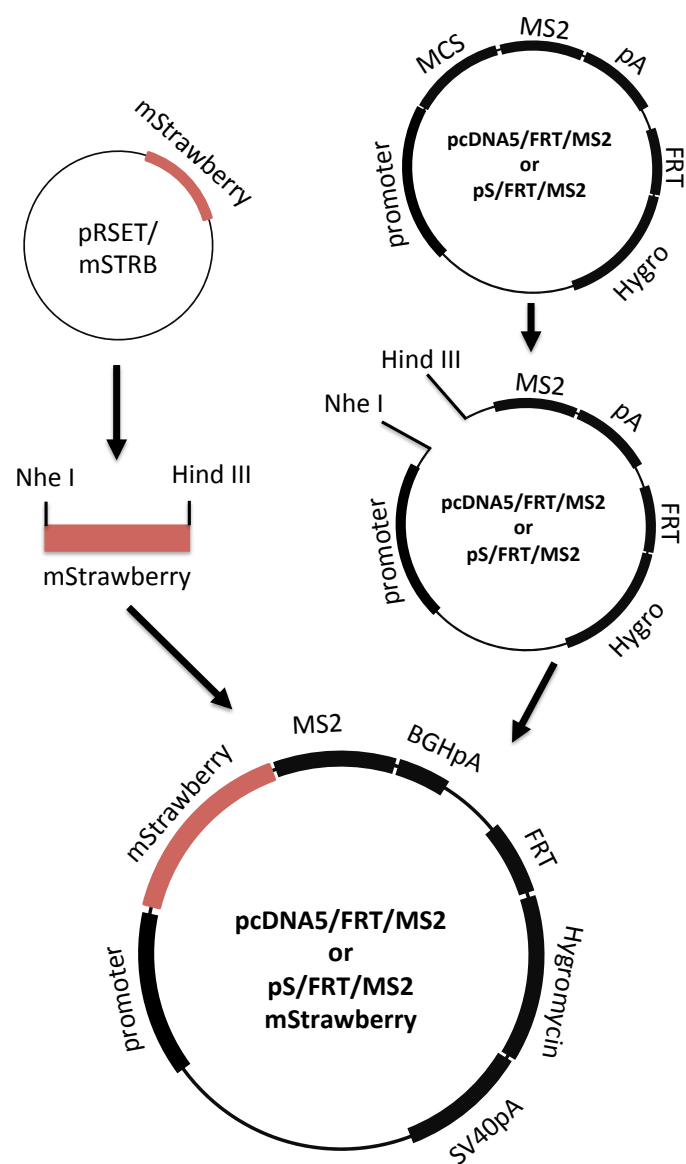 mStrawberry
pRSET/
mSTRB
Nhe I
Hind III
mStrawberry
promoter
MCS
MS2
pA
FRT
Hygro
pcDNA5/FRT/MS2
or
pS/FRT/MS2
Hind III
Nhe I
promoter
MS2
pA
FRT
Hygro
pcDNA5/FRT/MS2
or
pS/FRT/MS2
promoter
mStrawberry
MS2
BGHpA
FRT
Hygromycin
SV40pA
pcDNA5/FRT/MS2
or
pS/FRT/MS2
mStrawberry